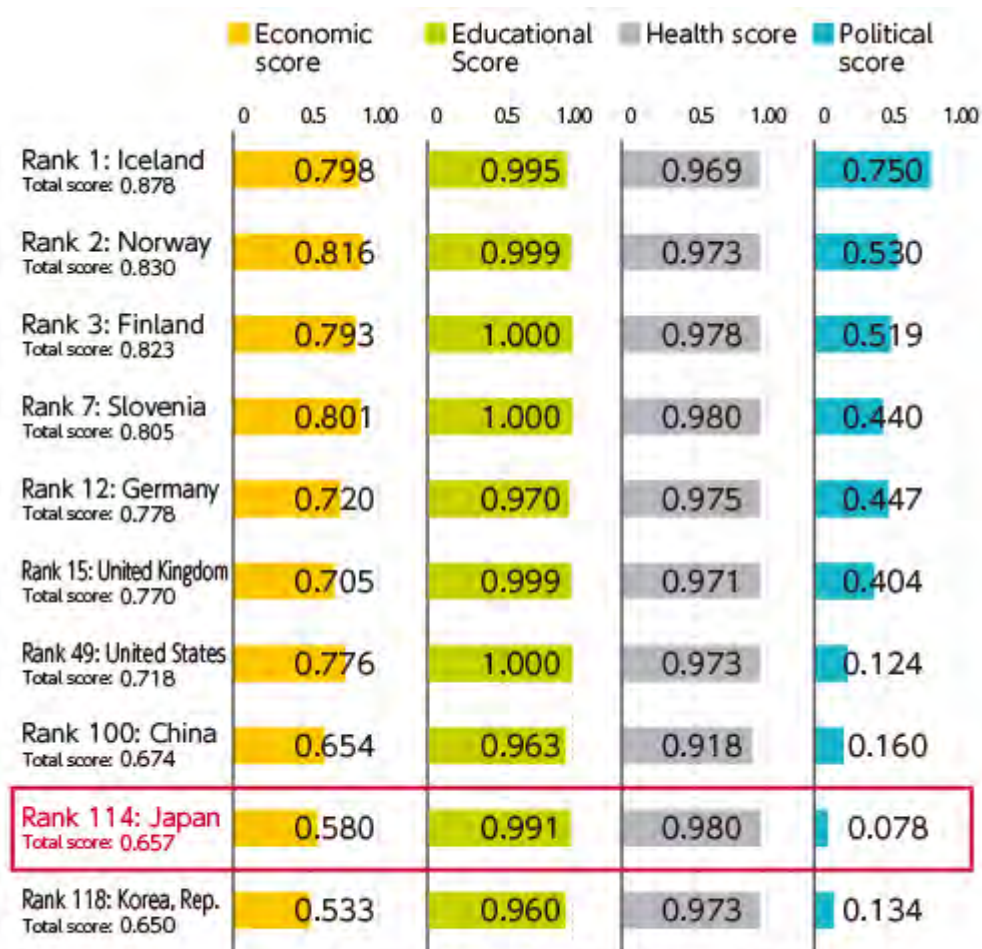 Economic score
Educational Score
Health score
Political score
0 0.5 1.00 0 0.5 1.00 0 0.5 1.00 0 0.5 1.00
Rank 1: Iceland
Total score: 0.878
0.798 0.995 0.969 0.750
Rank 2: Norway
Total score: 0.830
0.816 0.999 0.973 0.530
Rank 3: Finland
Total score: 0.823
0.793 1.000 0.978 0.519
Rank 7: Slovenia
Total score: 0.805
0.801 1.000 0.980 0.440
Rank 12: Germany
Total score: 0.778
0.720 0.970 0.975 0.447
Rank 15: United Kingdom
Total score: 0.770
0.705 0.999 0.971 0.404
Rank 49: United States
Total score: 0.718
0.776 1.000 0.973 0.124
Rank 100: China
Total score: 0.674
0.654 0.963 0.918 0.160
Rank 114: Japan
Total score: 0.657
0.580 0.991 0.980 0.078
Rank 118: Korea, Rep.
Total score: 0.650
0.533 0.960 0.973 0.134